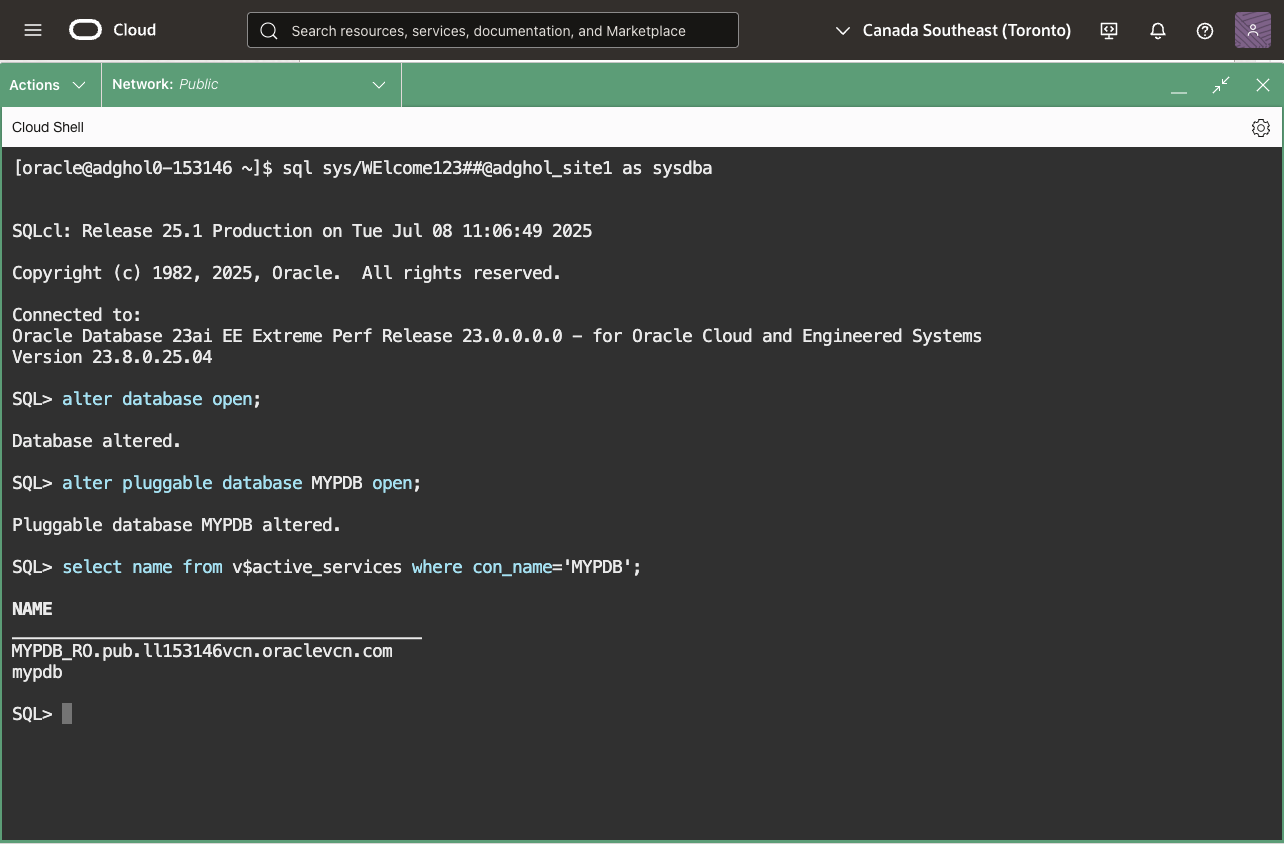 Cloud
Search resources, services, documentation, and Marketplace
Canada Southeast (Toronto)
Actions
Network: Public
Cloud Shell
[oracle@adghol0-153146 ~]$ sql sys/WElcome123##@adghol_site1 as sysdba
SQLcl: Release 25.1 Production on Tue Jul 08 11:06:49 2025
Copyright (c) 1982, 2025, Oracle.  All rights reserved.
Connected to:
Oracle Database 23ai EE Extreme Perf Release 23.0.0.0.0 – for Oracle Cloud and Engineered Systems
Version 23.8.0.25.04
SQL> alter database open;
Database altered.
SQL> alter pluggable database MYPDB open;
Pluggable database MYPDB altered.
SQL> select name from v$active_services where con_name='MYPDB';
NAME
MYPDB_RO.pub.ll153146vcn.oraclevcn.com
mypdb
SQL>